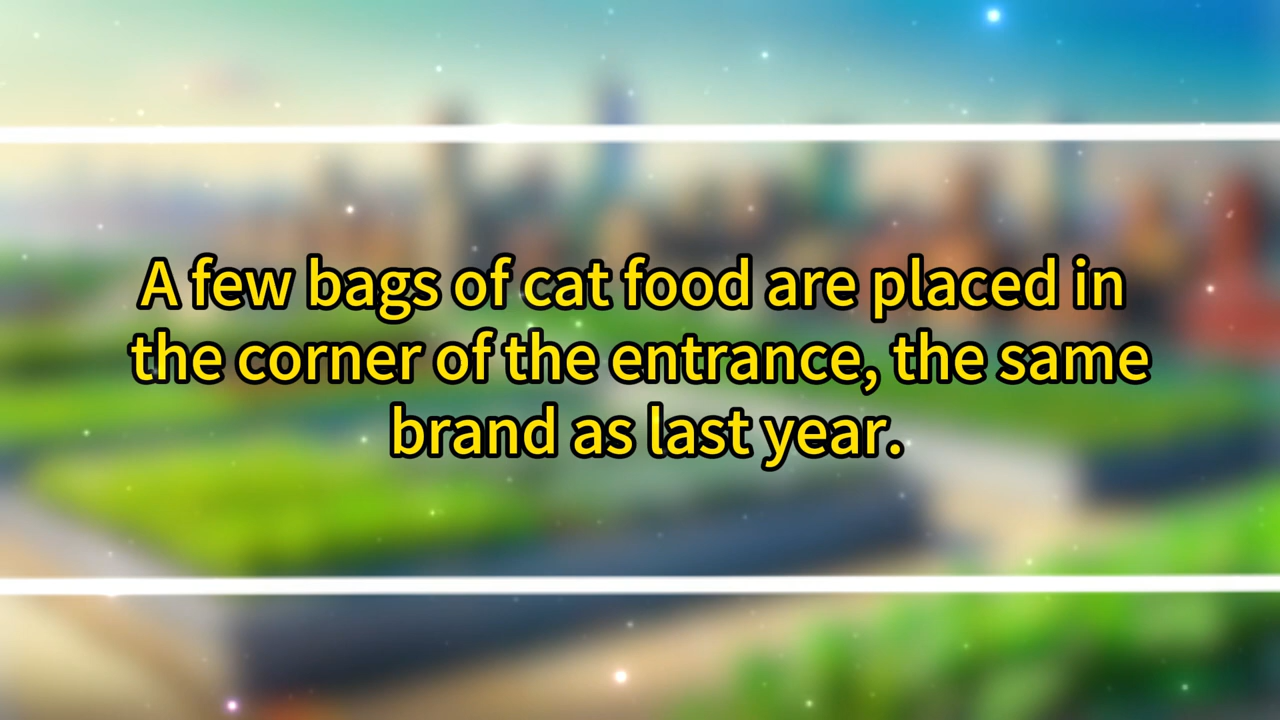 A few bags of cat food are placed in
the corner of the entrance, the same
brand as last year.